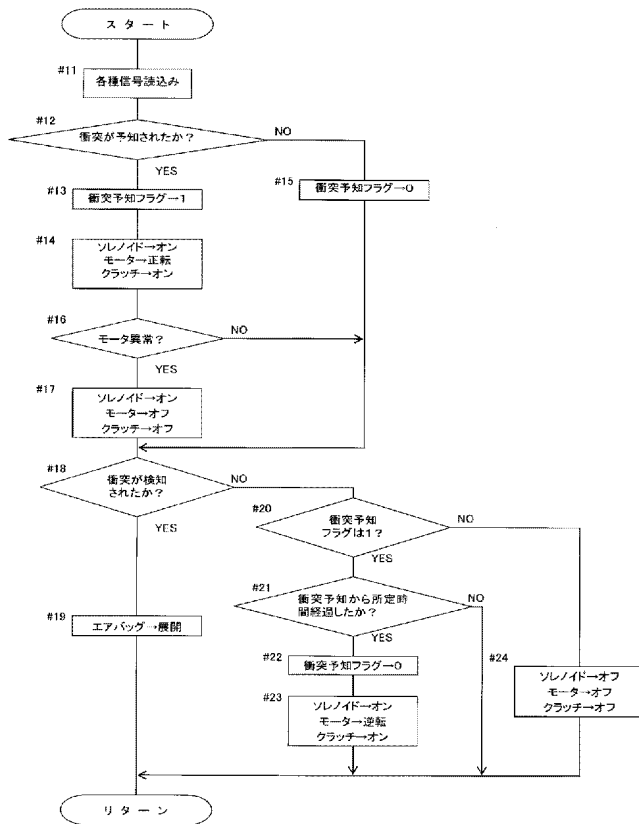 スタート
#11
各種信号読込み
#12
衝突が予知されたか？
NO
YES
#13
衝突予知フラグ→1
#15
衝突予知フラグ→0
#14
ソレノイド→オン
モータ→正転
クラッチ→オン
#16
モータ異常？
NO
YES
#17
ソレノイド→オン
モータ→オフ
クラッチ→オフ
#18
衝突が検知
されたか？
NO
YES
#20
衝突予知
フラグは1？
NO
YES
#21
衝突予知から所定時
間経過したか？
NO
YES
#19
エアバッグ→展開
#22
衝突予知フラグ→0
#23
ソレノイド→オン
モータ→逆転
クラッチ→オン
#24
ソレノイド→オフ
モータ→オフ
クラッチ→オフ
リターン